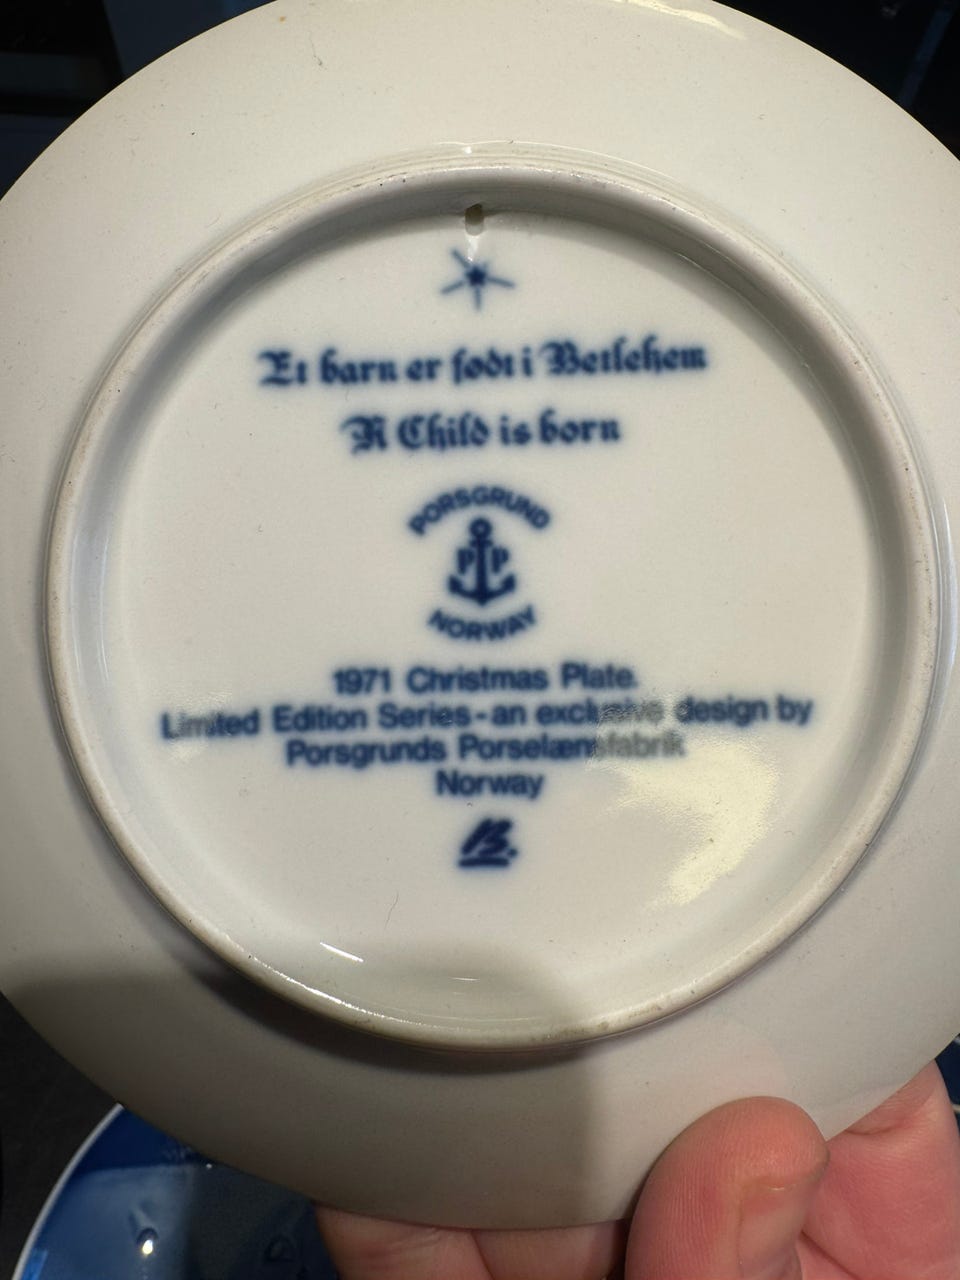 Et barn er født i Betlehem
A Child is born
PORSGRUND
P P
NORWAY
1971 Christmas Plate.
Limited Edition Series - an exclusive design by
Porsgrunds Porselænsfabrik
Norway
B.